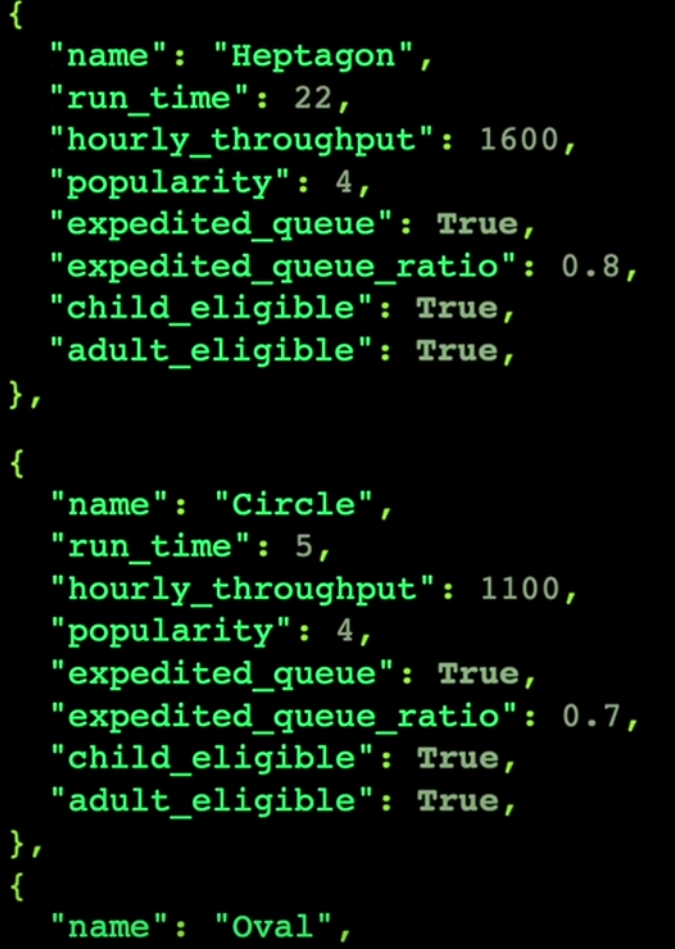 {
"name": "Heptagon",
"run_time": 22,
"hourly_throughput": 1600,
"popularity": 4,
"expedited_queue": True,
"expedited_queue_ratio": 0.8,
"child_eligible": True,
"adult_eligible": True,
},
{
"name": "Circle",
"run_time": 5,
"hourly_throughput": 1100,
"popularity": 4,
"expedited_queue": True,
"expedited_queue_ratio": 0.7,
"child_eligible": True,
"adult_eligible": True,
},
{
"name": "Oval",